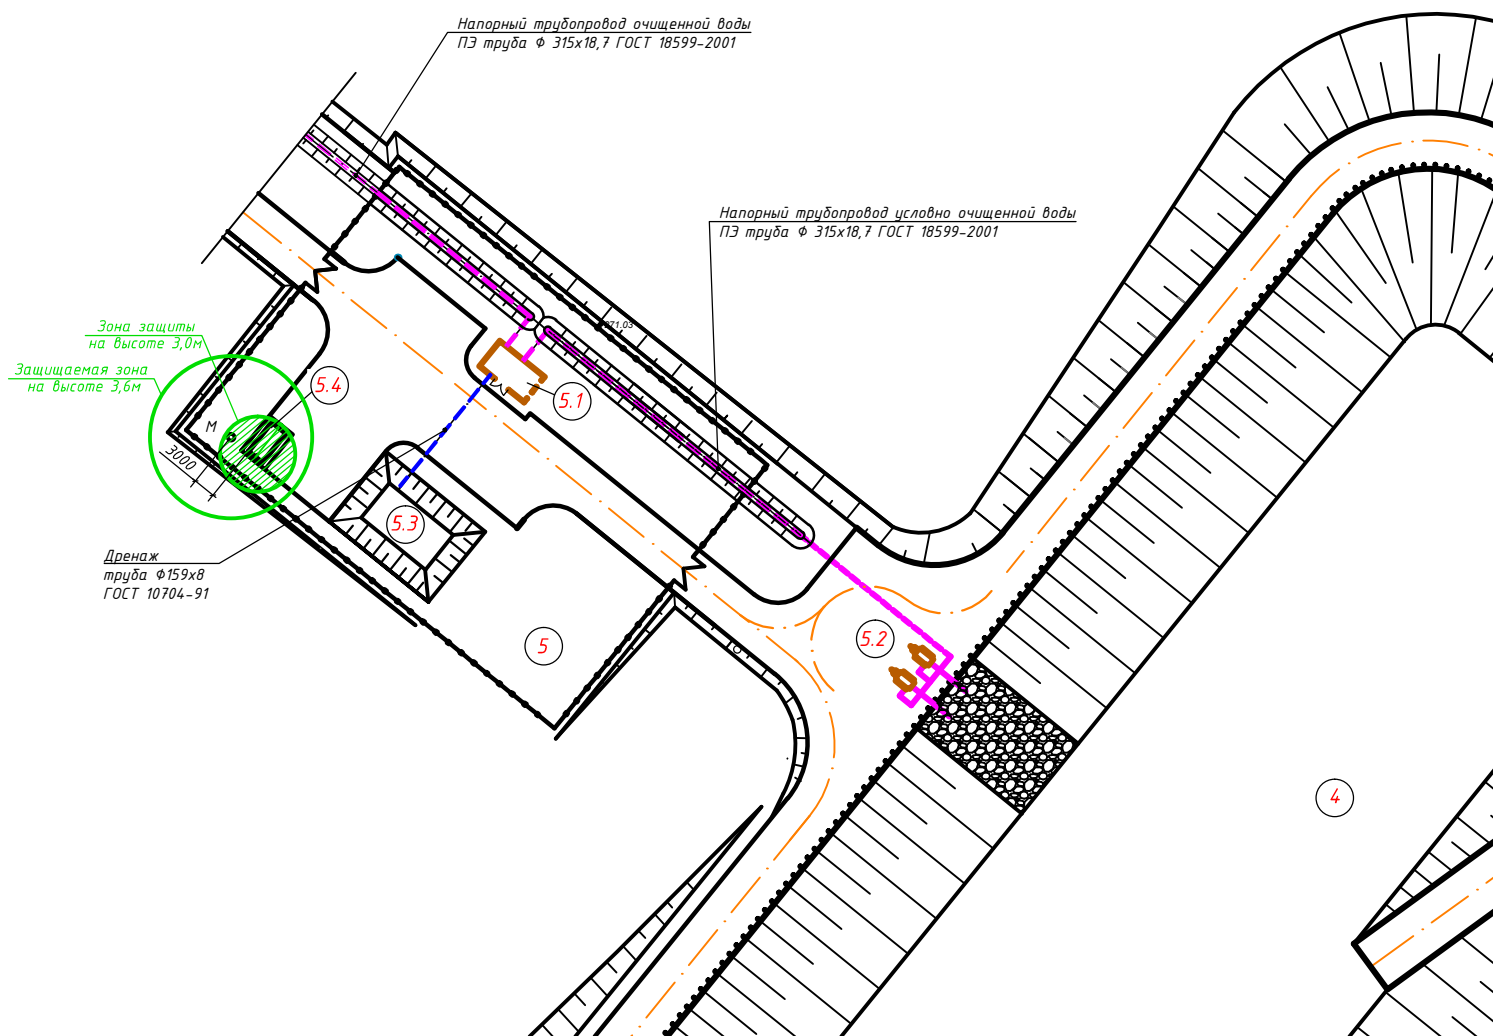 Напорный трубопровод очищенной воды
ПЭ труба Ф 315х18,7 ГОСТ 18599-2001
Напорный трубопровод условно очищенной воды
ПЭ труба Ф 315х18,7 ГОСТ 18599-2001
Зона защиты
на высоте 3,0м
Защищаемая зона
на высоте 3,6м
5.4
5.1
М
3000
5.3
Дренаж
труба Ф159х8
ГОСТ 10704-91
5
5.2
4